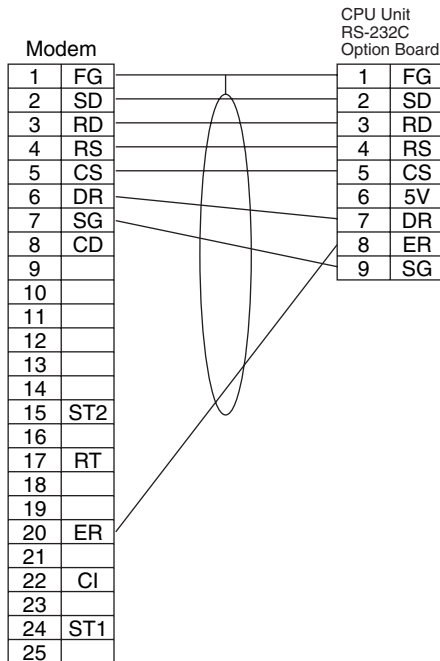 CPU Unit
RS-232C
Option Board
Modem
1 FG
2 SD
3 RD
4 RS
5 CS
6 DR
7 SG
8 CD
9
10
11
12
13
14
15 ST2
16
17 RT
18
19
20 ER
21
22 CI
23
24 ST1
25
1 FG
2 SD
3 RD
4 RS
5 CS
6 5V
7 DR
8 ER
9 SG